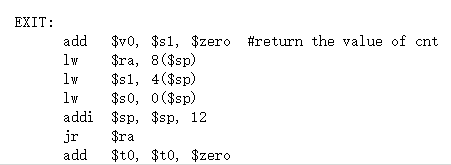 EXIT:
add $v0, $s1, $zero #return the value of cnt
lw $ra, 8($sp)
lw $s1, 4($sp)
lw $s0, 0($sp)
addi $sp, $sp, 12
jr $ra
add $t0, $t0, $zero